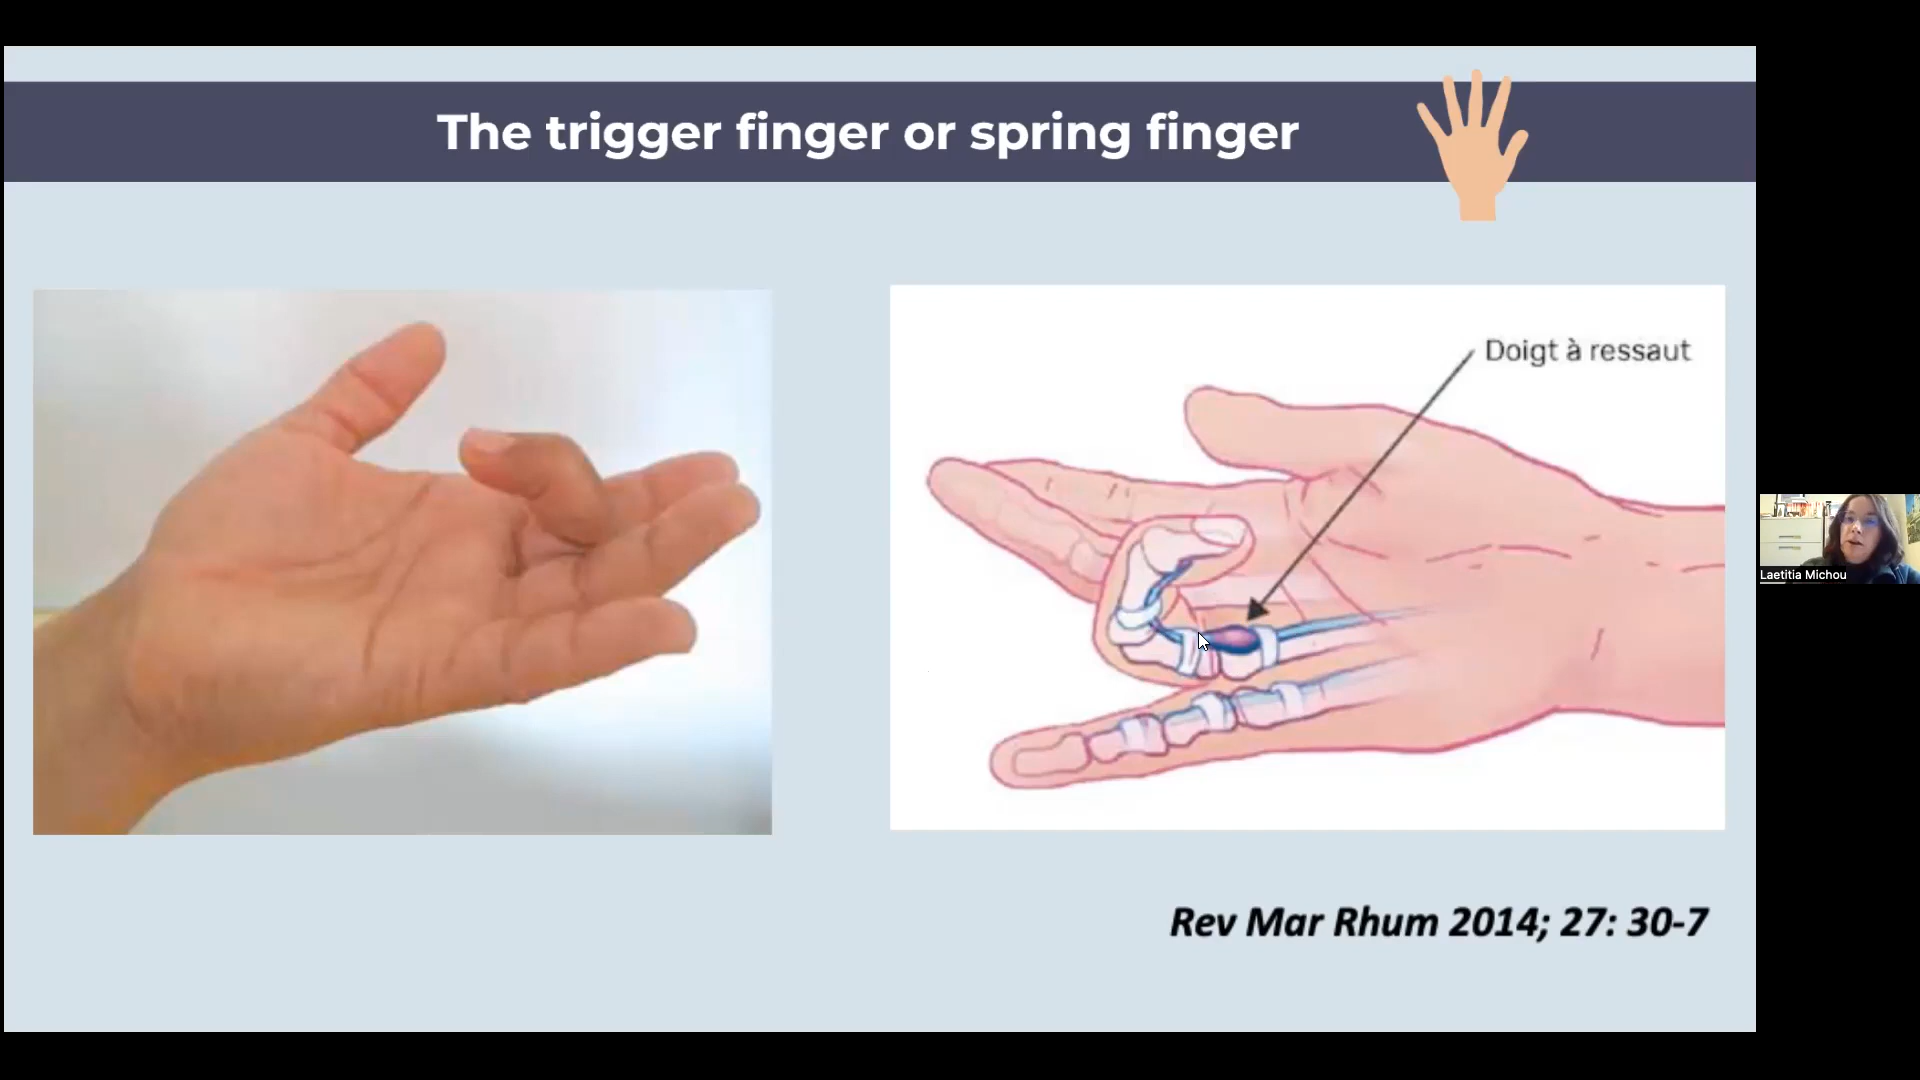 The trigger finger or spring finger
Doigt à ressaut
Laetitia Michou
Rev Mar Rhum 2014; 27: 30-7